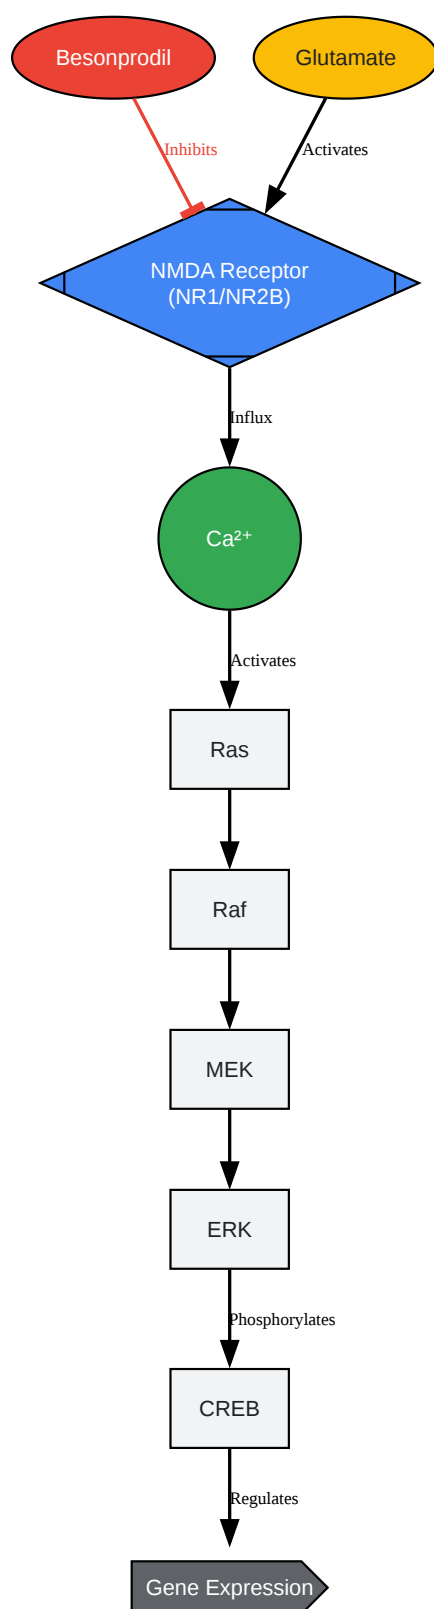 Besonprodil
Glutamate
Inhibits
Activates
NMDA Receptor
(NR1/NR2B)
Influx
Ca²⁺
Activates
Ras
Raf
MEK
ERK
Phosphorylates
CREB
Regulates
Gene Expression